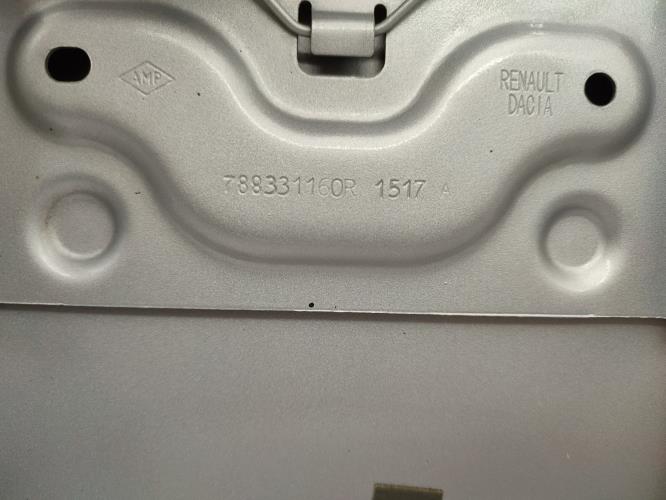 AMP
RENAULT
DACIA
788331160R 1517 A